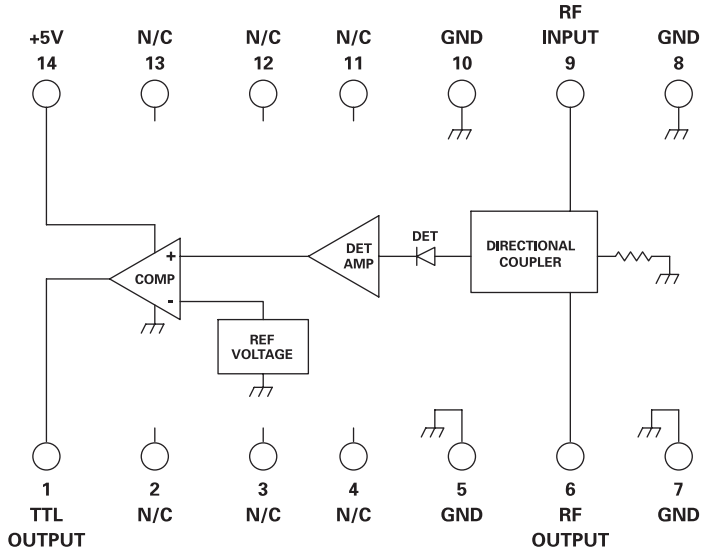 RF
+5V N/C N/C N/C GND INPUT GND
14 13 12 11 10 9 8
DET
DET AMP
DIRECTIONAL COUPLER
+
COMP
-
REF
VOLTAGE
1 2 3 4 5 6 7
TTL N/C N/C N/C GND RF GND
OUTPUT OUTPUT